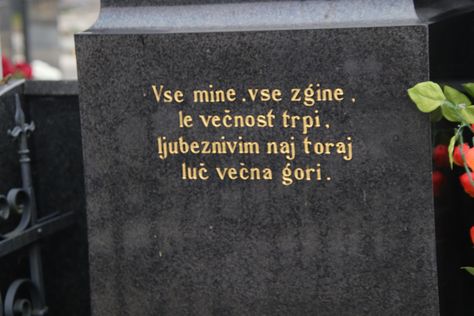 Vse mine, vse zgine,
le večnost trpi,
ljubeznivim naj toraj
luč večna gori.